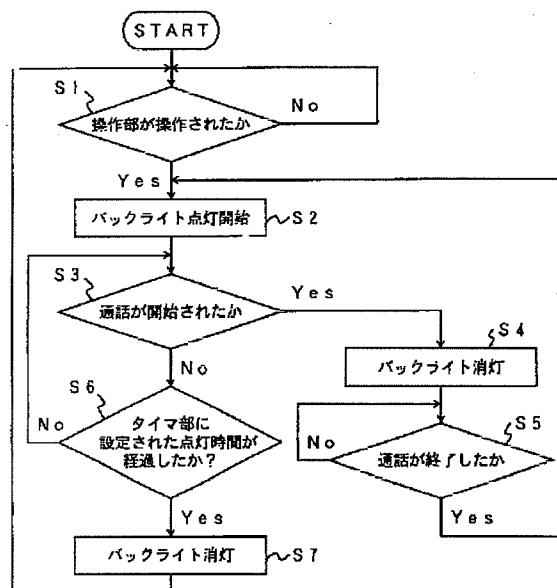 START
S1
操作部が操作されたか
No
Yes
バックライト点灯開始
S2
S3
通話が開始されたか
Yes
No
S4
バックライト消灯
S6
タイマ部に
設定された点灯時間が
経過したか？
No
Yes
S5
通話が終了したか
No
Yes
バックライト消灯
S7